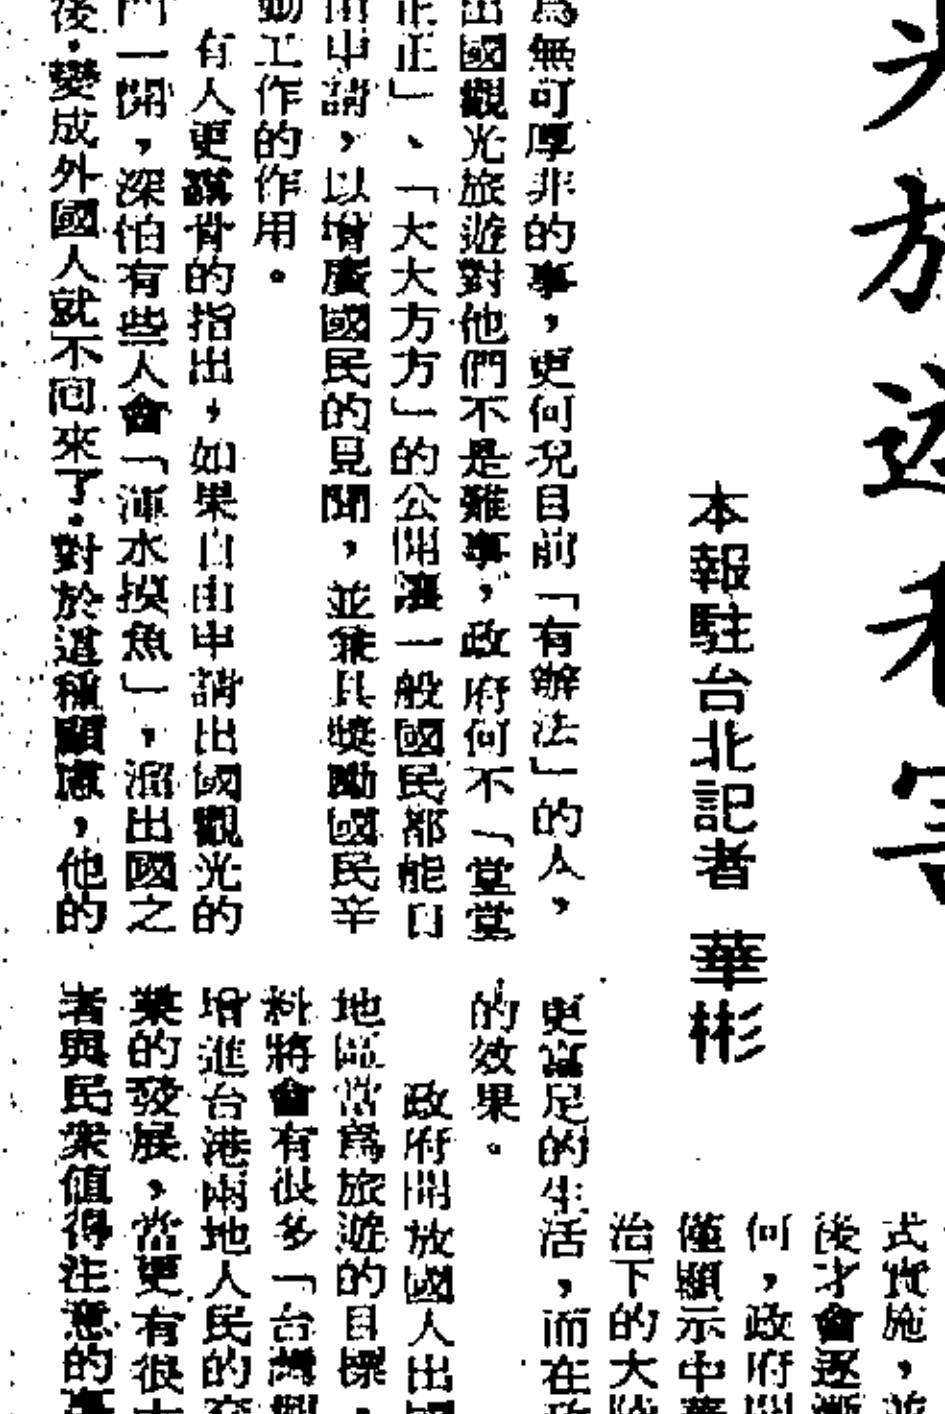 放
本報駐台北記者 華彬
為無可厚非的事，更何況目前「有辦法」的人，
出國觀光旅遊對他們不是難事，政府何不「堂堂
正正」、「大大方方」的公開讓一般國民都能自
由申請，以增廣國民的見聞，並兼具獎勵國民辛
勤工作的作用。
有人更講背的指出，如果自由申請出國觀光的
門一開，深怕有些人會「渾水摸魚」，溜出國之
後，變成外國人就不回來了。對於這種顧慮，他的
式實施，並
後才會逐漸
何，政府開
僅顯示中華
治下的大陸
更富足的生活，而在政
的效果。
政府開放國人出國
地區當為旅遊的目標，
料將會有很多「台灣觀
增進台港兩地人民的
業的發展，當更有很大
者與民眾值得注意的事